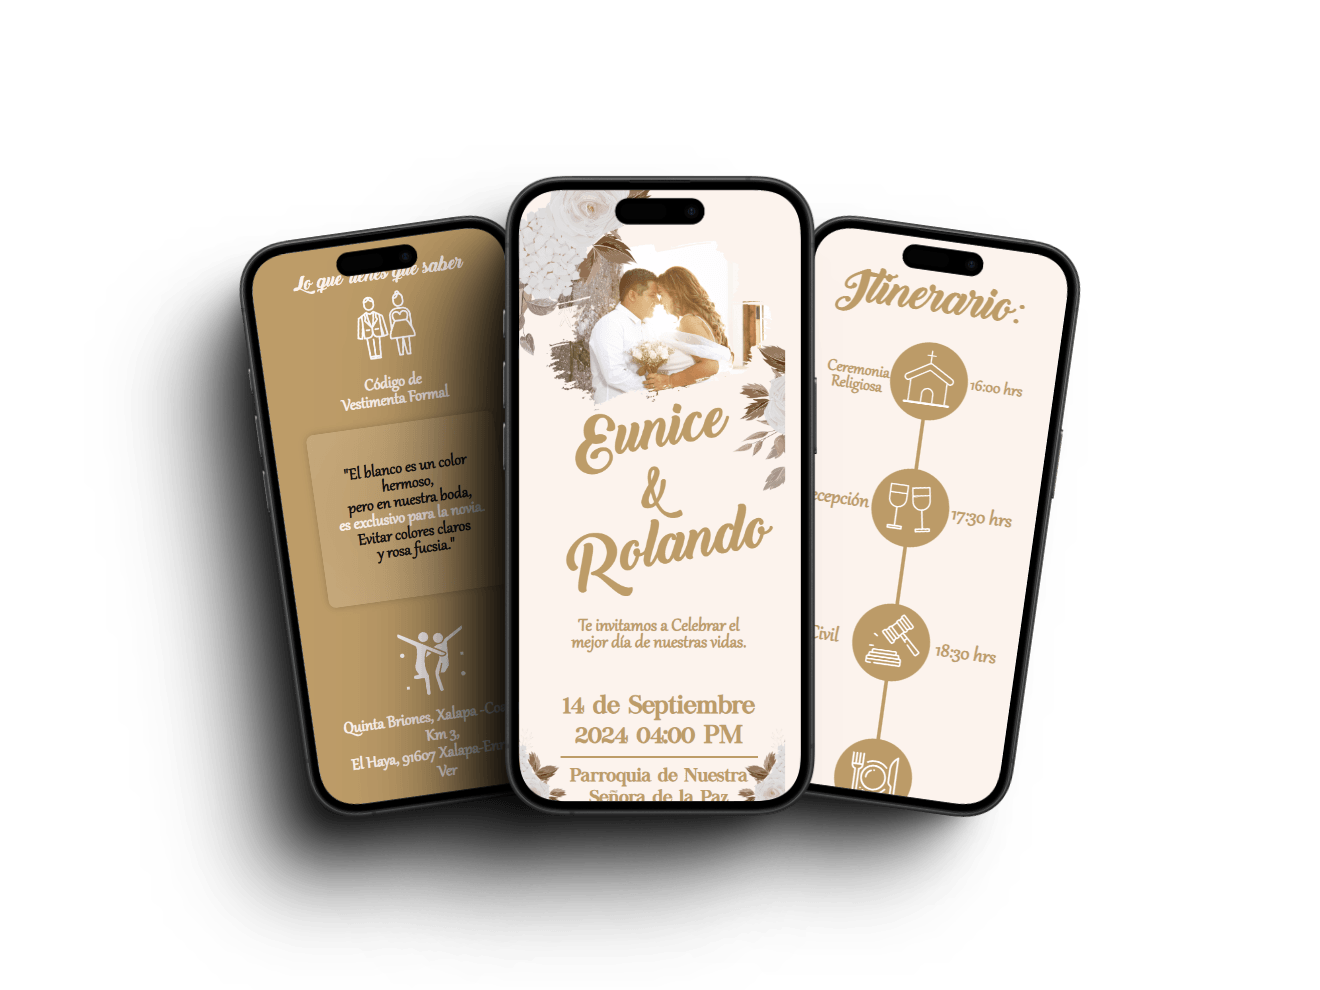 Lo que tienes que saber
Código de
Vestimenta Formal
"El blanco es un color
hermoso,
pero en nuestra boda,
es exclusivo para la novia.
Evitar colores claros
y rosa fucsia."
Quinta Briones, Xalapa -Coa
Km 3,
El Haya, 91607 Xalapa-Enr
Ver
Eunice
&
Rolando
Te invitamos a Celebrar el
mejor día de nuestras vidas.
14 de Septiembre
2024 04:00 PM
Parroquia de Nuestra
Señora de la Paz
Itinerario:
Ceremonia
Religiosa
16:00 hrs
ecepción
17:30 hrs
Civil
18:30 hrs